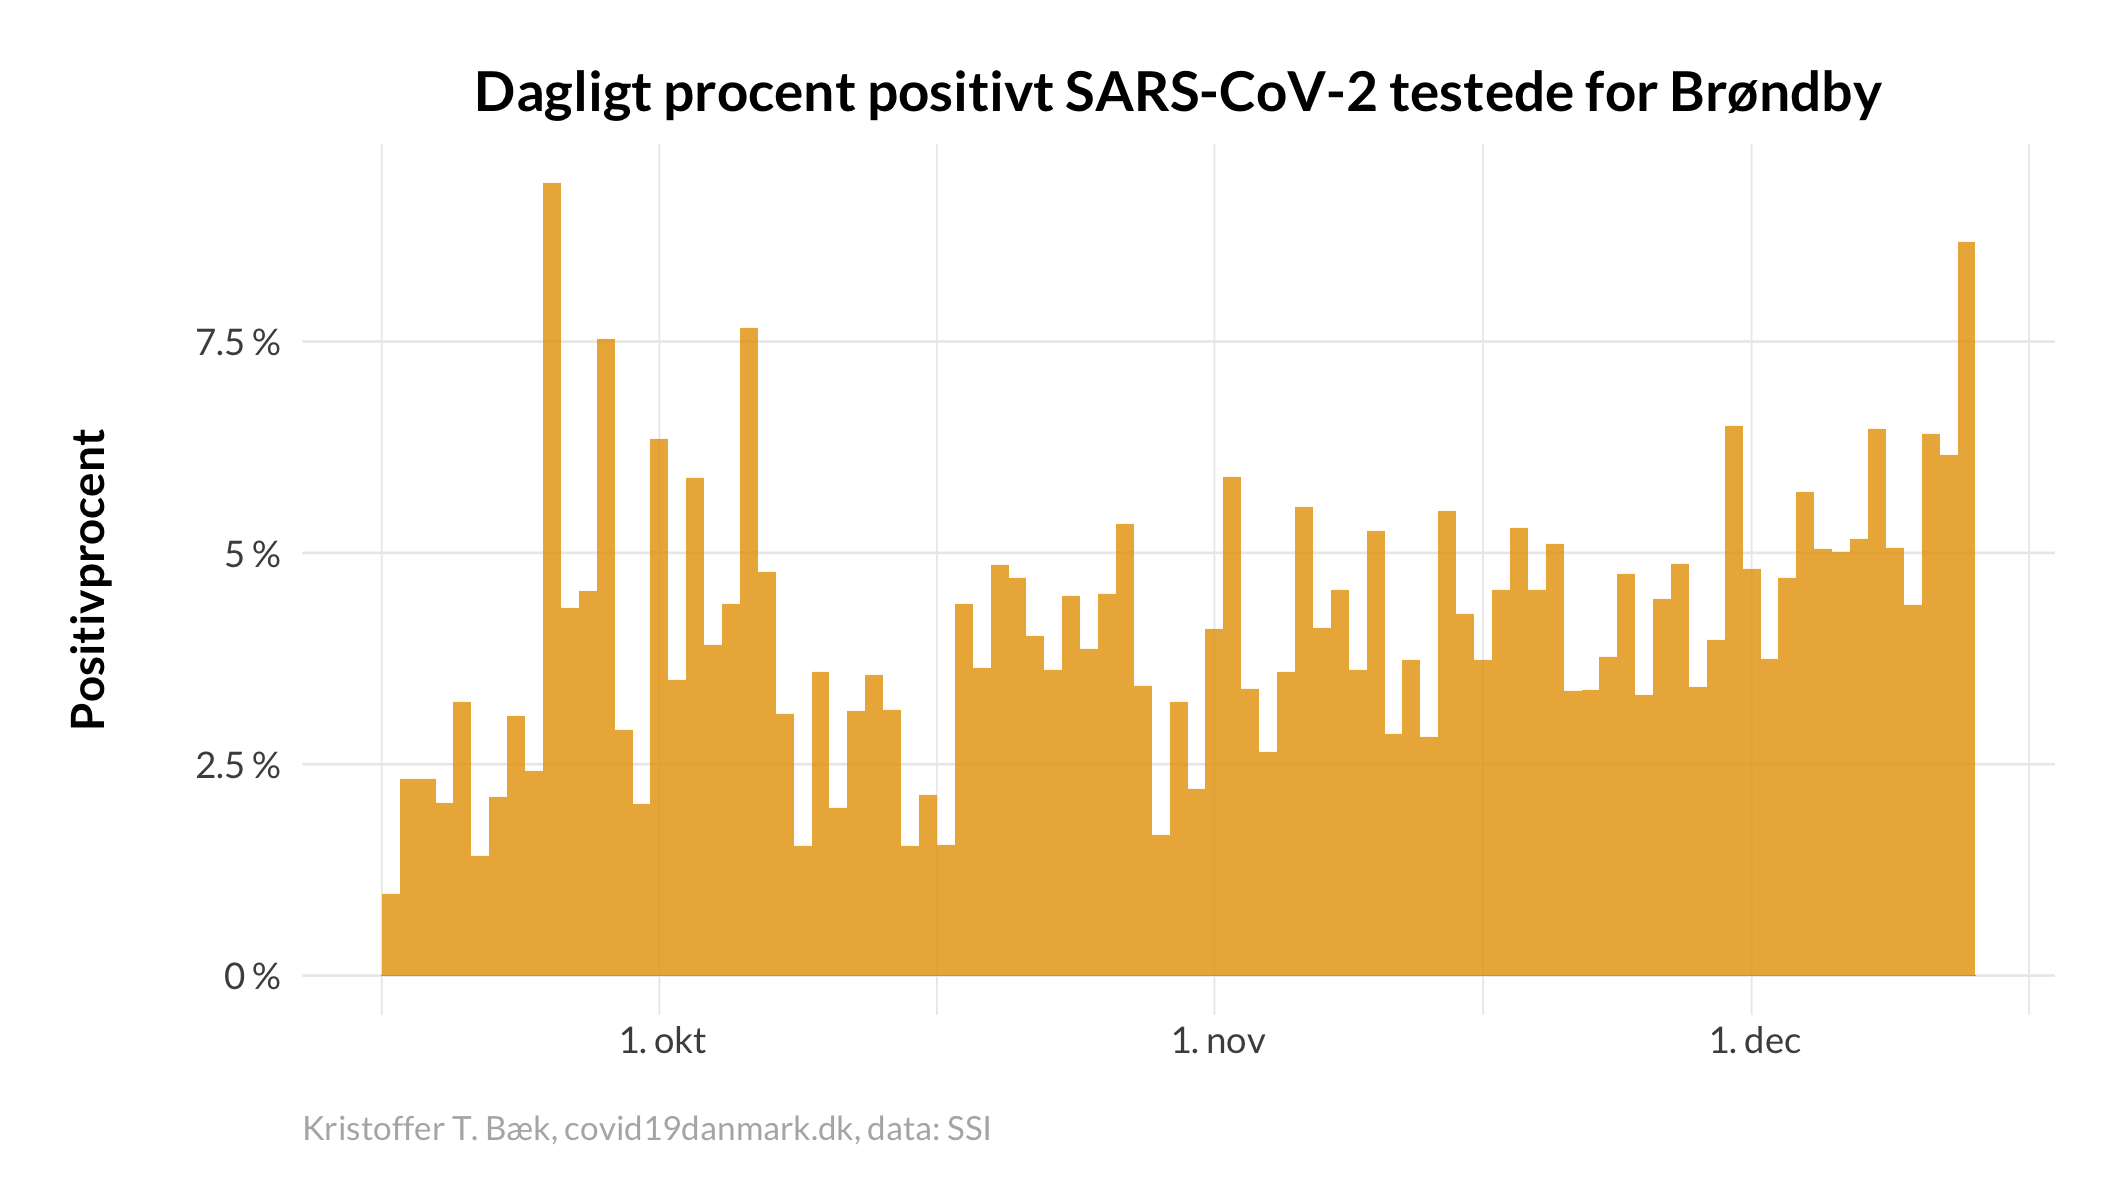 Dagligt procent positivt SARS-CoV-2 testede for Brøndby
Positivprocent
7.5 %
5 %
2.5 %
0 %
1. okt
1. nov
1. dec
Kristoffer T. Bæk, covid19danmark.dk, data: SSI